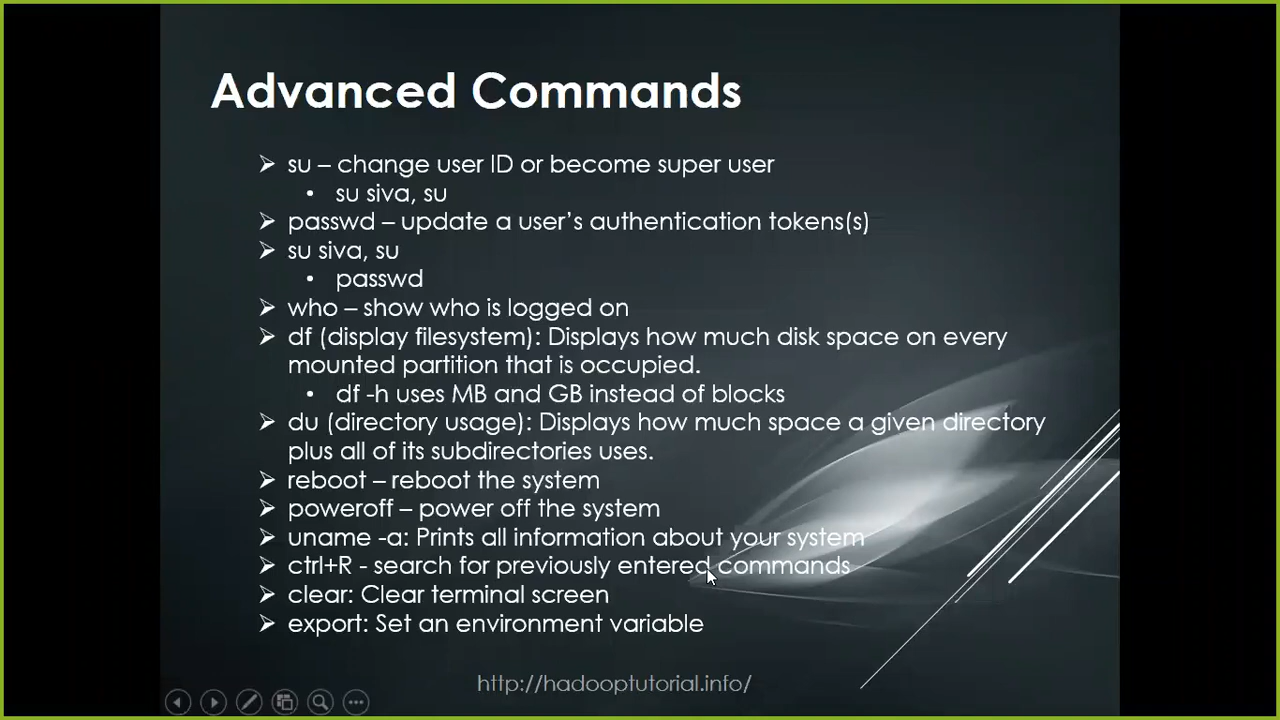 Advanced Commands
➢ su – change user ID or become super user
• su siva, su
➢ passwd – update a user’s authentication tokens(s)
➢ su siva, su
• passwd
➢ who – show who is logged on
➢ df (display filesystem): Displays how much disk space on every
mounted partition that is occupied.
• df -h uses MB and GB instead of blocks
➢ du (directory usage): Displays how much space a given directory
plus all of its subdirectories uses.
➢ reboot – reboot the system
➢ poweroff – power off the system
➢ uname -a: Prints all information about your system
➢ ctrl+R - search for previously entered commands
➢ clear: Clear terminal screen
➢ export: Set an environment variable
http://hadooptutorial.info/